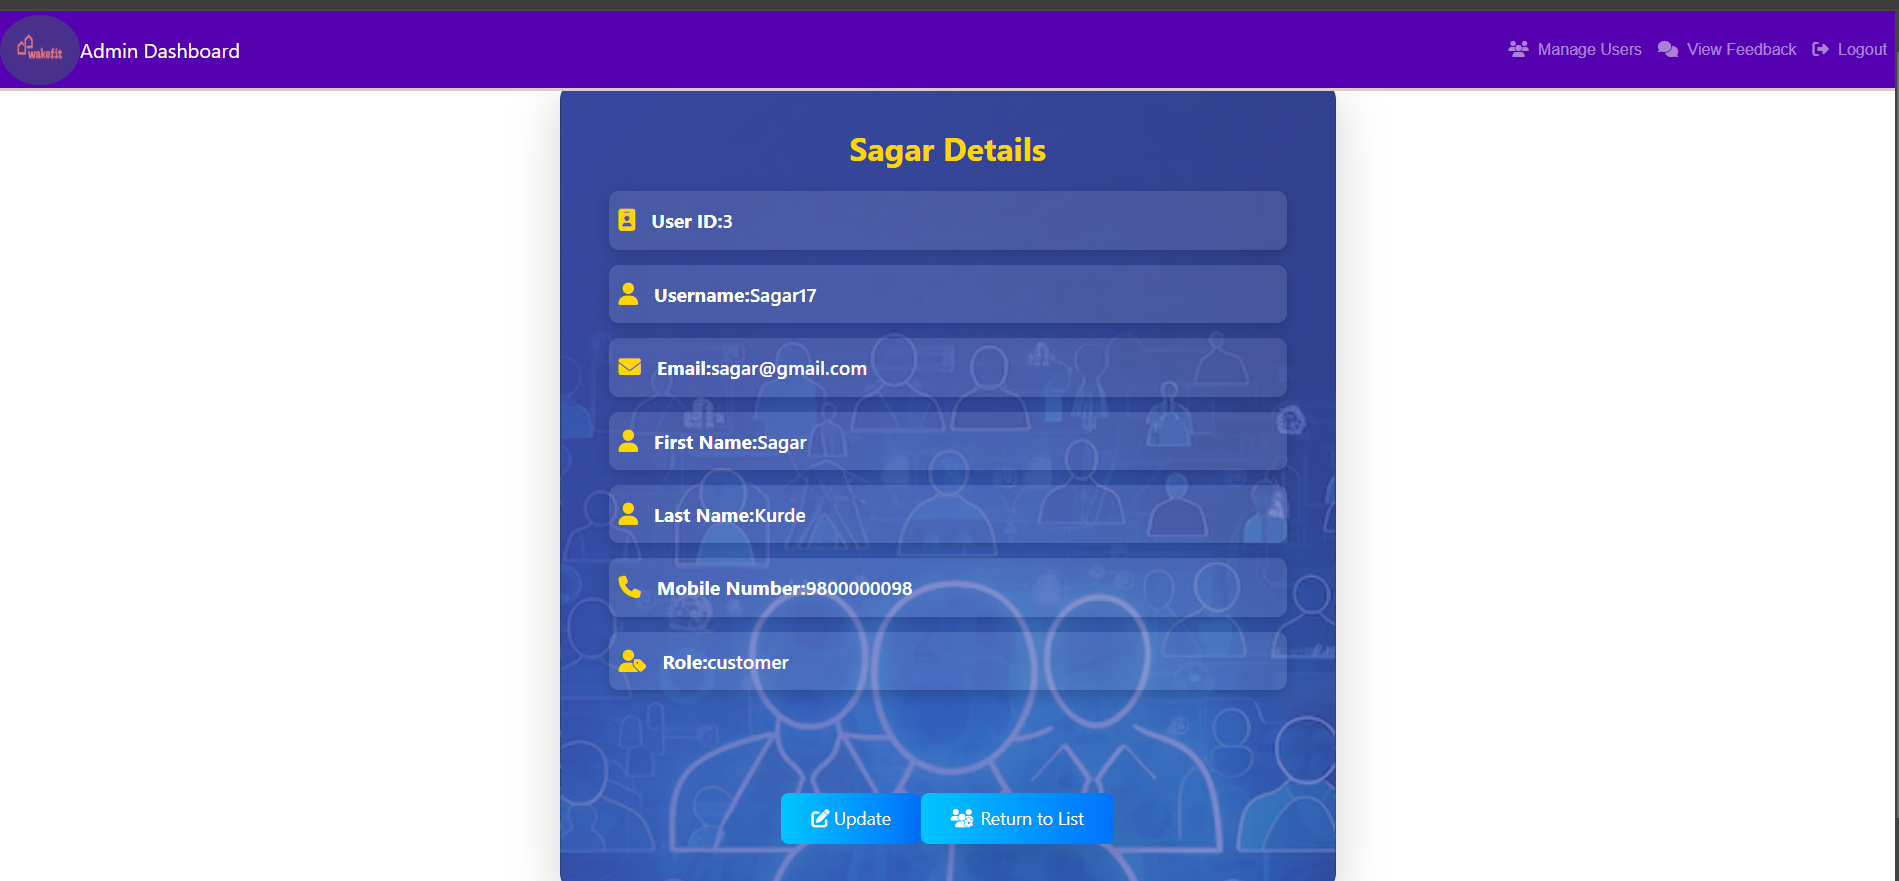 wakefit
Admin Dashboard
Manage Users
View Feedback
Logout
Sagar Details
User ID:3
Username:Sagar17
Email:sagar@gmail.com
First Name:Sagar
Last Name:Kurde
Mobile Number:9800000098
Role:customer
Update
Return to List